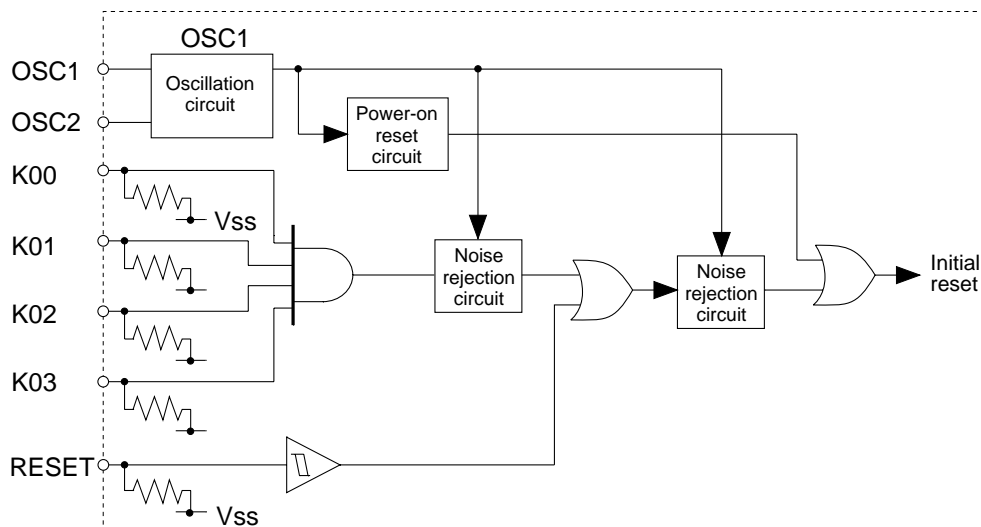 OSC1
OSC1
Oscillation
circuit
OSC2
Power-on
reset
circuit
K00
Vss
K01
Noise
rejection
circuit
Noise
rejection
circuit
Initial
reset
K02
K03
RESET
Vss